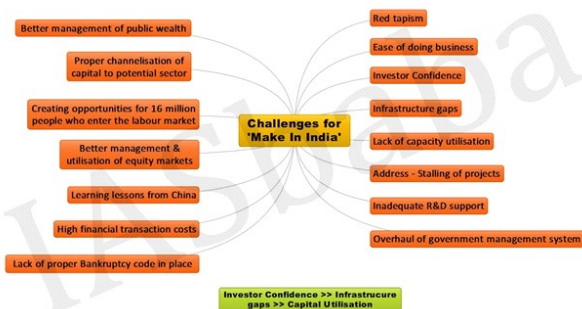 Better management of public wealth
Proper channelisation of
capital to potential sector
Creating opportunities for 16 million
people who enter the labour market
Better management &
utilisation of equity markets
Learning lessons from China
High financial transaction costs
Lack of proper Bankruptcy code in place
Challenges for
'Make In India'
Red tapism
Ease of doing business
Investor Confidence
Infrastructure gaps
Lack of capacity utilisation
Address - Stalling of projects
Inadequate R&D support
Overhaul of government management system
Investor Confidence >> Infrastrucure
gaps >> Capital Utilisation
IASbaba